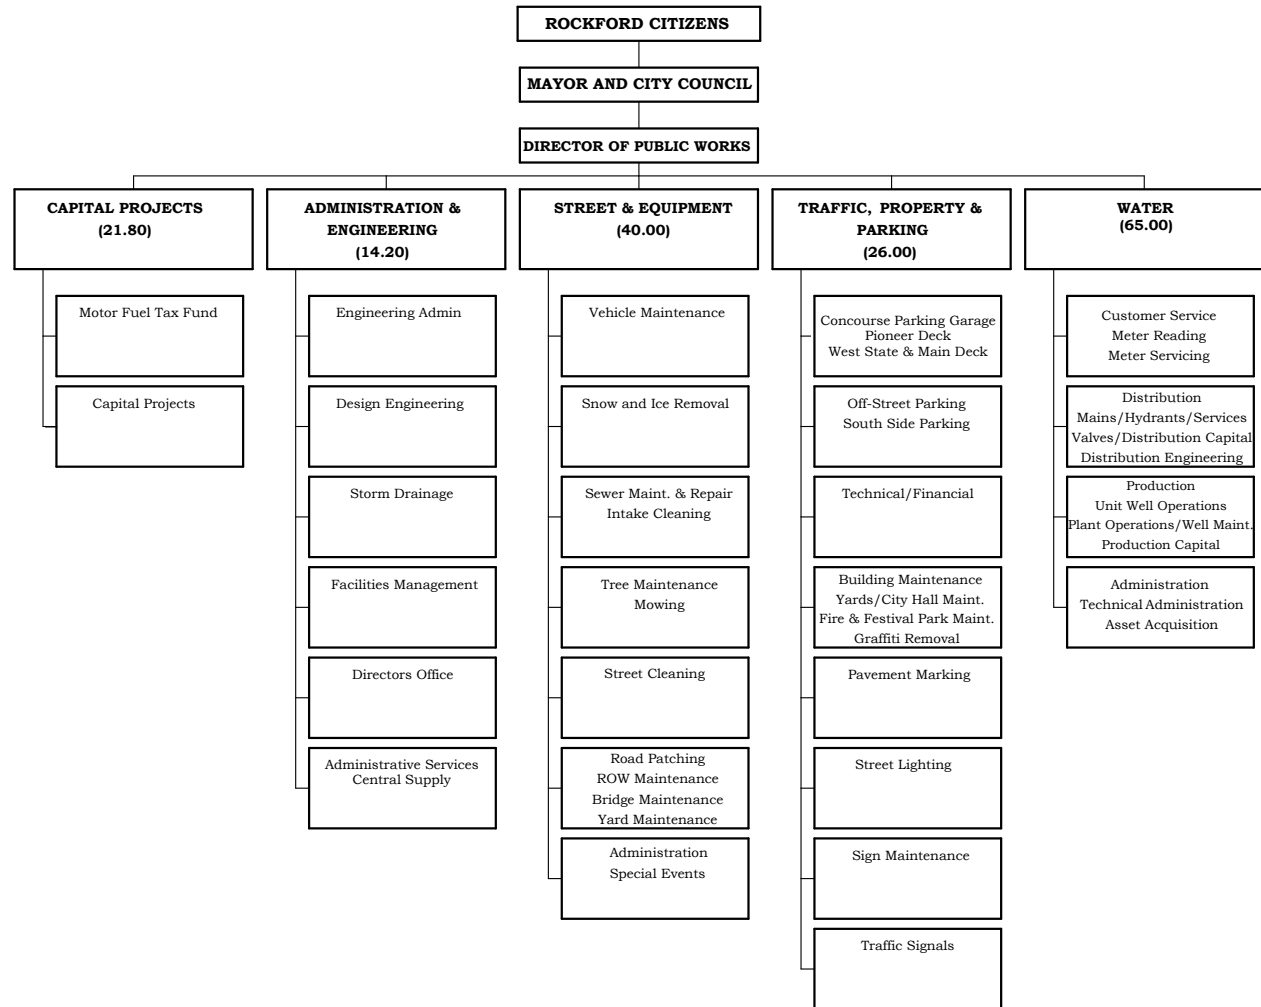 ROCKFORD CITIZENS
MAYOR AND CITY COUNCIL
DIRECTOR OF PUBLIC WORKS
CAPITAL PROJECTS
(21.80)
Motor Fuel Tax Fund
Capital Projects
ADMINISTRATION &
ENGINEERING
(14.20)
Engineering Admin
Design Engineering
Storm Drainage
Facilities Management
Directors Office
Administrative Services
Central Supply
STREET & EQUIPMENT
(40.00)
Vehicle Maintenance
Snow and Ice Removal
Sewer Maint. & Repair
Intake Cleaning
Tree Maintenance
Mowing
Street Cleaning
Road Patching
ROW Maintenance
Bridge Maintenance
Yard Maintenance
Administration
Special Events
TRAFFIC, PROPERTY &
PARKING
(26.00)
Concourse Parking Garage
Pioneer Deck
West State & Main Deck
Off-Street Parking
South Side Parking
Technical/Financial
Building Maintenance
Yards/City Hall Maint.
Fire & Festival Park Maint.
Graffiti Removal
Pavement Marking
Street Lighting
Sign Maintenance
Traffic Signals
WATER
(65.00)
Customer Service
Meter Reading
Meter Servicing
Distribution
Mains/Hydrants/Services
Valves/Distribution Capital
Distribution Engineering
Production
Unit Well Operations
Plant Operations/Well Maint.
Production Capital
Administration
Technical Administration
Asset Acquisition